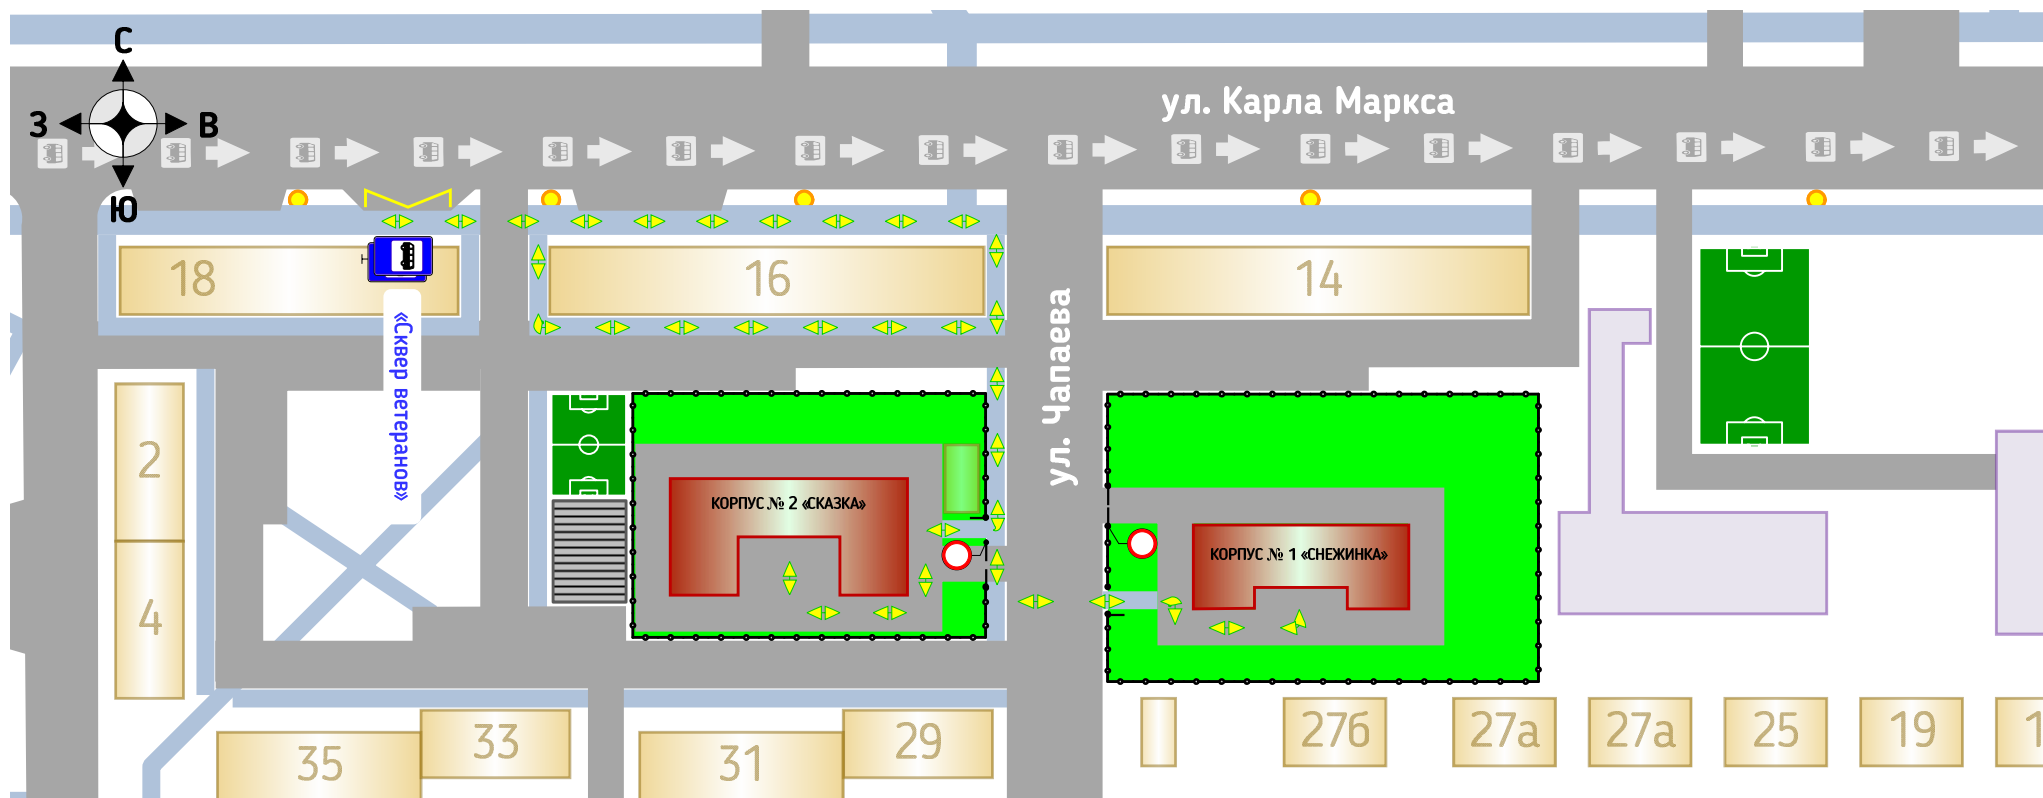 С
З
В
Ю
ул. Карла Маркса
18
16
14
«Сквер ветеранов»
ул. Чапаева
2
4
КОРПУС № 2 «СКАЗКА»
КОРПУС № 1 «СНЕЖИНКА»
35
33
31
29
27б
27а
27а
25
19
1